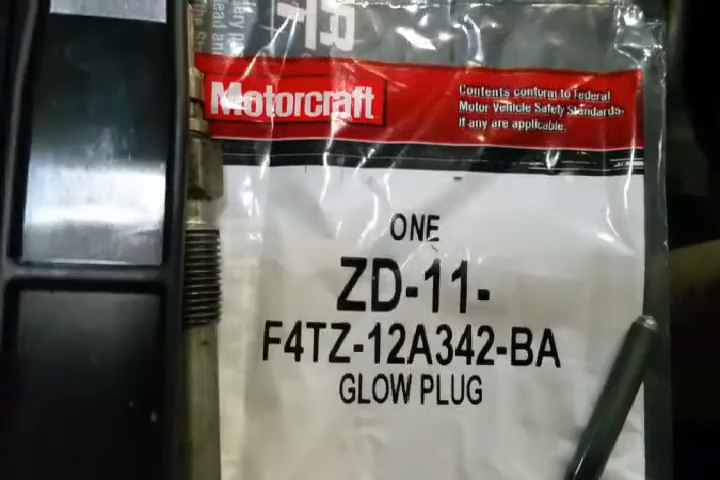 Motorcraft
Contents conform to Federal
Motor Vehicle Safety Standards.
If any are applicable.
ONE
ZD-11-
F4TZ-12A342-BA
GLOW PLUG